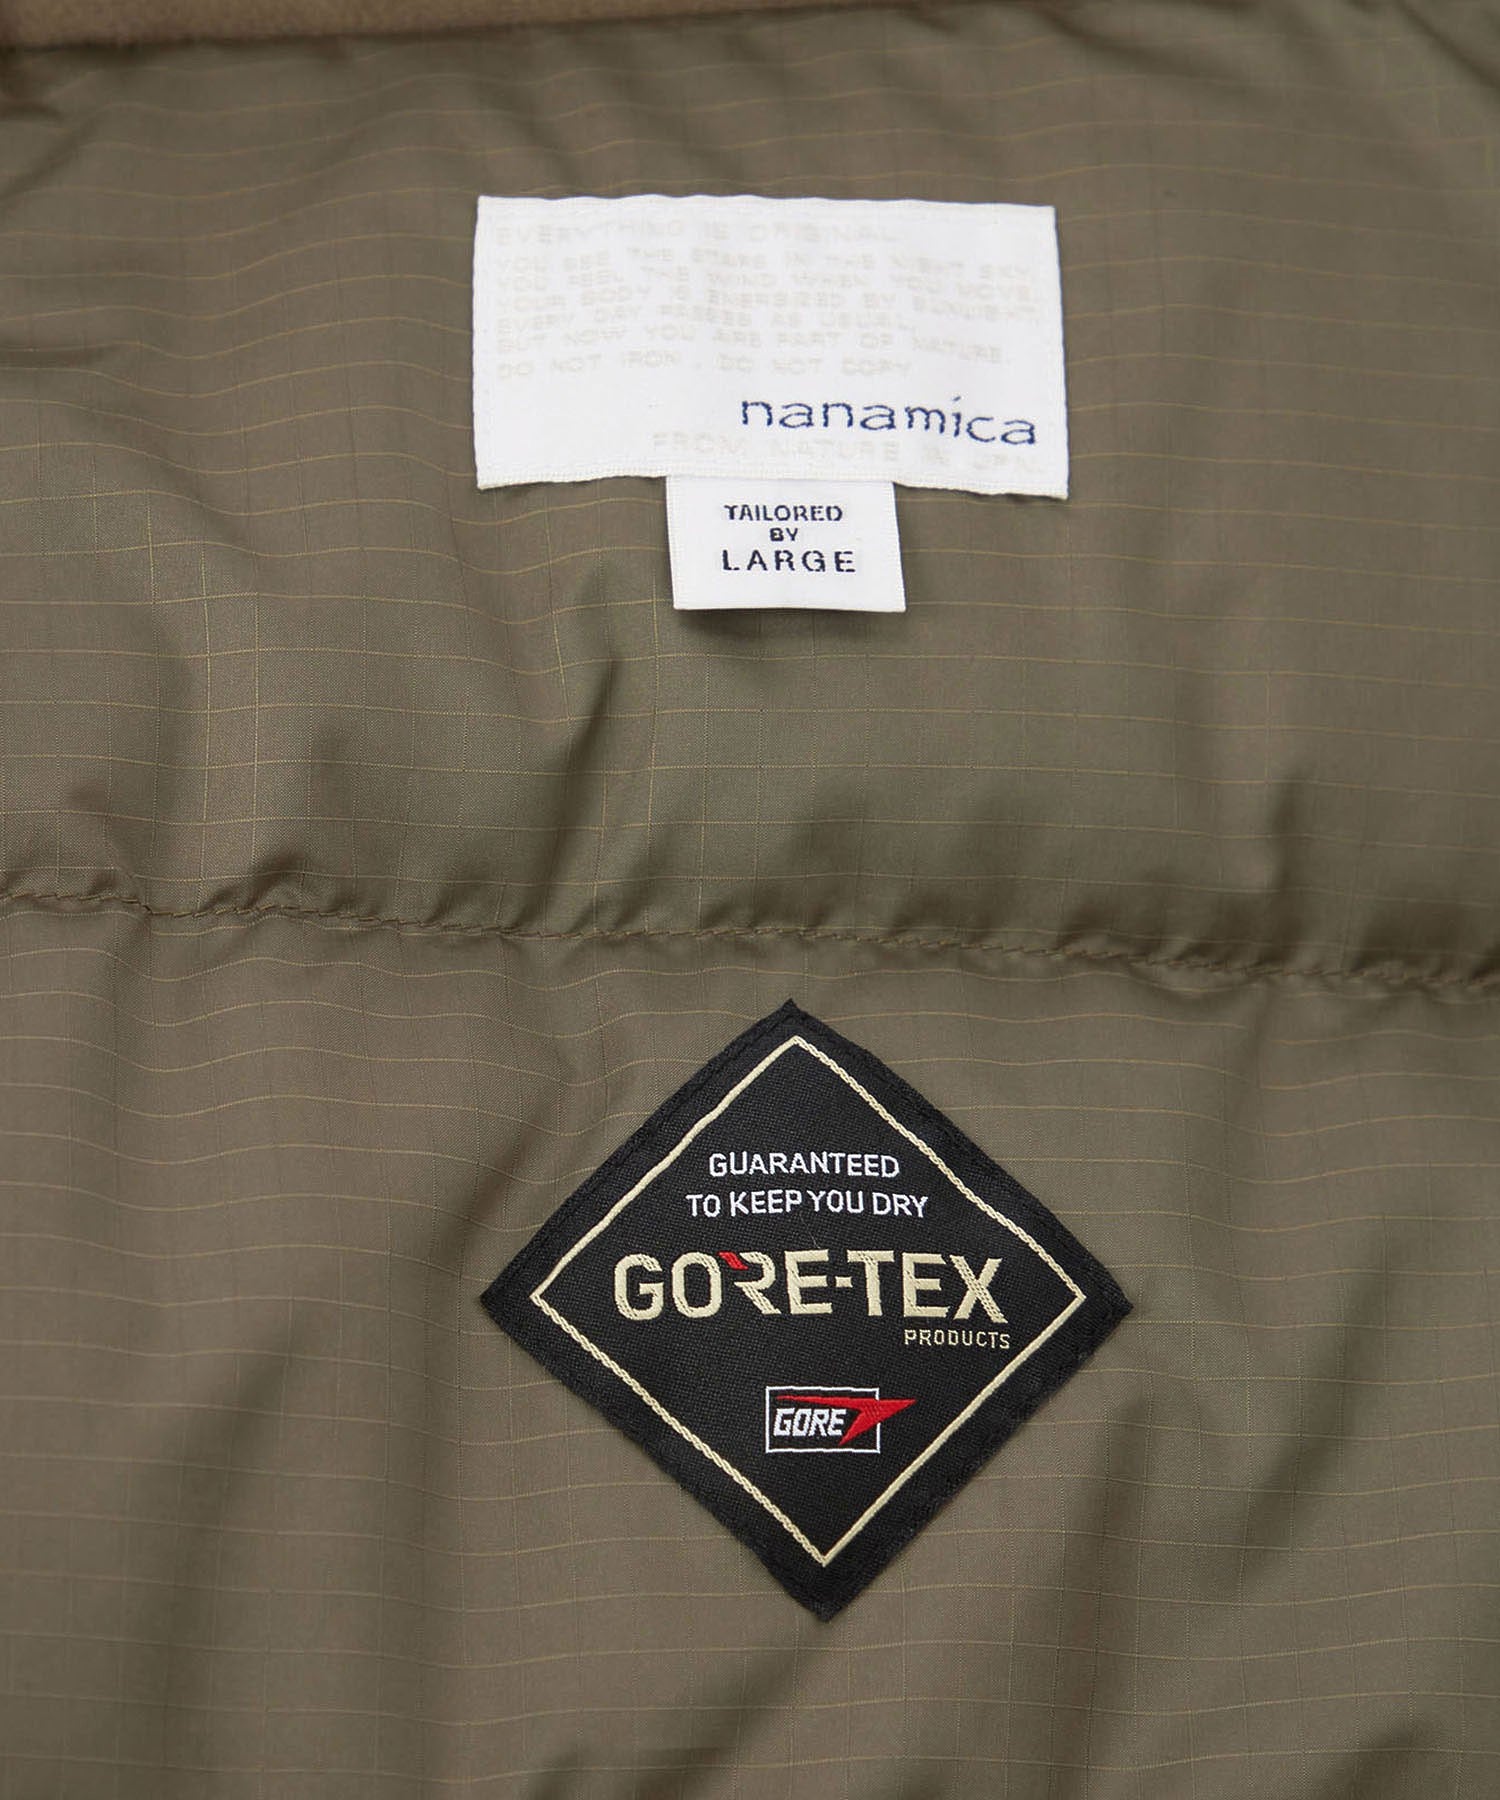 EVERYTHING IS ORIGINAL
YOU SEE THE STARS IN THE NIGHT SKY.
YOU FEEL THE WIND WHEN YOU MOVE.
YOUR BODY IS ENERGIZED BY SUNLIGHT.
EVERY DAY PASSES AS USUAL,
BUT NOW YOU ARE PART OF NATURE.
DO NOT IRON. DO NOT COPY
nanamica
FROM NATURE IN JPN.
TAILORED
BY
LARGE
GUARANTEED
TO KEEP YOU DRY
GORE-TEX
PRODUCTS
GORE